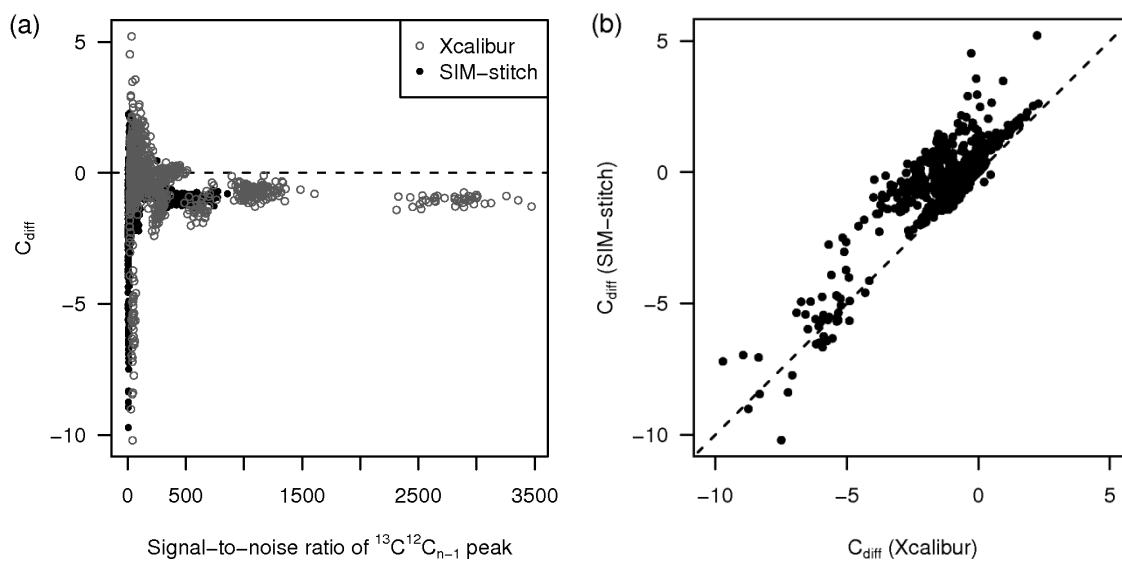 (a)
Xcalibur
SIM−stitch
5
0
−5
−10
C_diff
0
500
1500
2500
3500
Signal−to−noise ratio of ¹³C¹²Cₙ₋₁ peak
(b)
5
0
−5
−10
C_diff (SIM−stitch)
−10
−5
0
5
C_diff (Xcalibur)